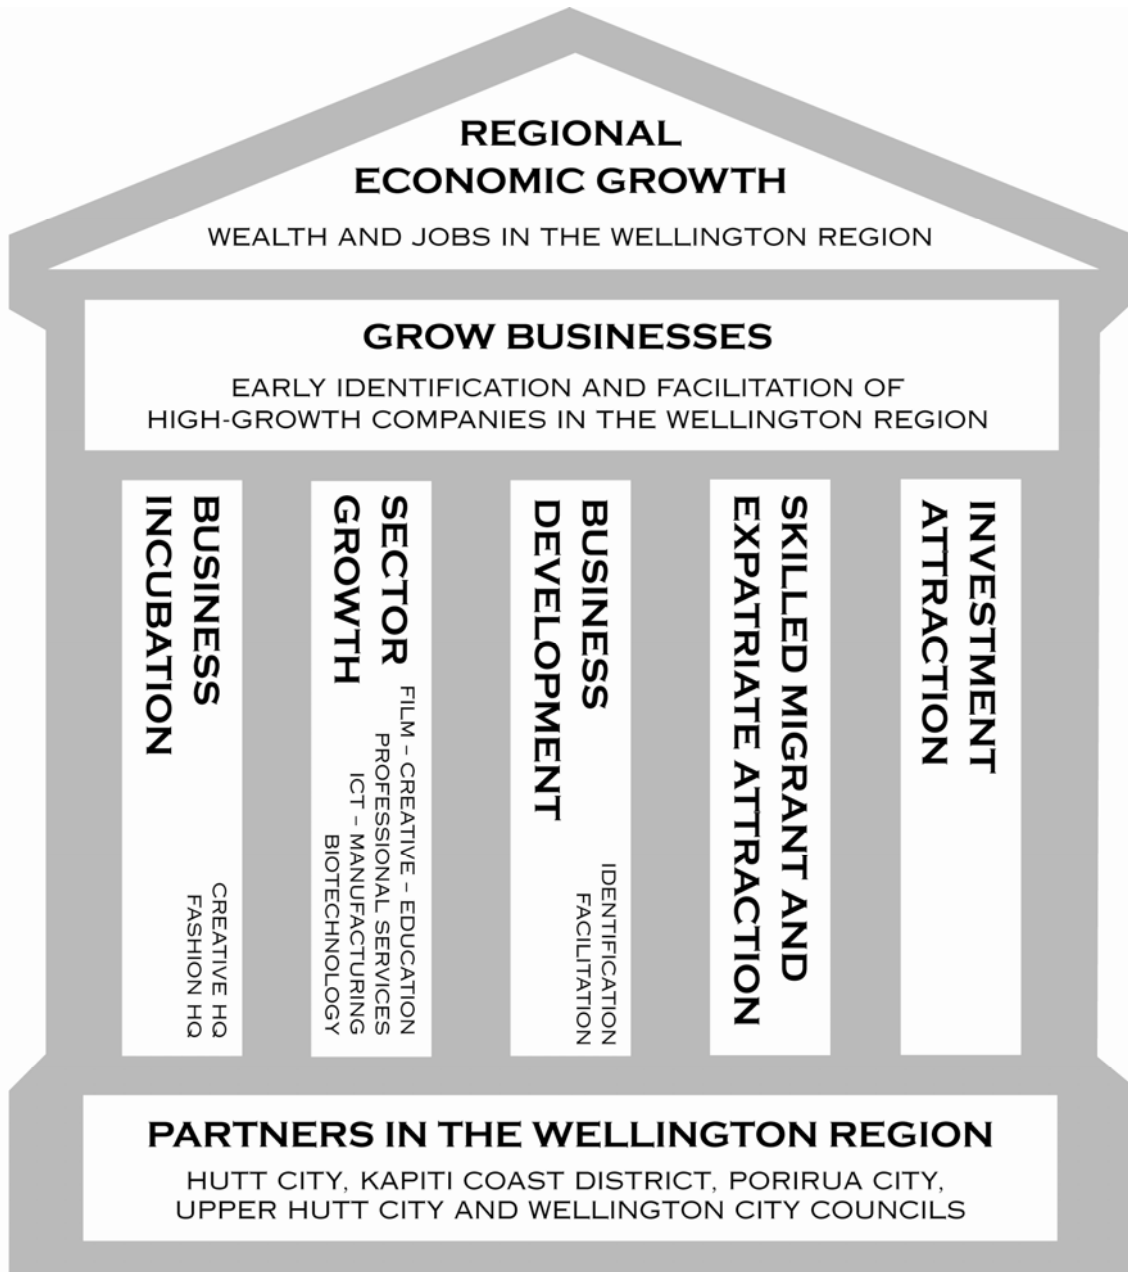 REGIONAL
ECONOMIC GROWTH
WEALTH AND JOBS IN THE WELLINGTON REGION
GROW BUSINESSES
EARLY IDENTIFICATION AND FACILITATION OF
HIGH-GROWTH COMPANIES IN THE WELLINGTON REGION
BUSINESS
INCUBATION
CREATIVE HQ
FASHION HQ
SECTOR
GROWTH
FILM – CREATIVE – EDUCATION
PROFESSIONAL SERVICES
ICT – MANUFACTURING
BIOTECHNOLOGY
BUSINESS
DEVELOPMENT
IDENTIFICATION
FACILITATION
SKILLED MIGRANT AND
EXPATRIATE ATTRACTION
INVESTMENT
ATTRACTION
PARTNERS IN THE WELLINGTON REGION
HUTT CITY, KAPITI COAST DISTRICT, PORIRUA CITY,
UPPER HUTT CITY AND WELLINGTON CITY COUNCILS